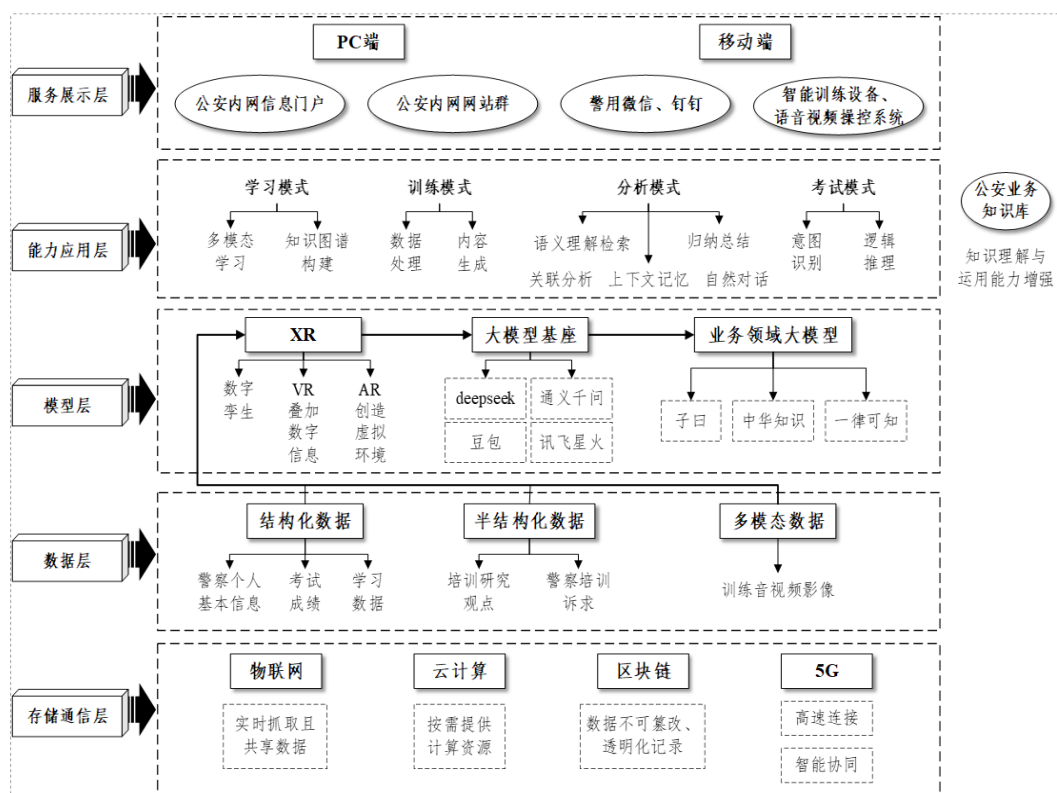 PC端
移动端
服务展示层
公安内网信息门户
公安内网网站群
警用微信、钉钉
智能训练设备、
语音视频操控系统
能力应用层
学习模式
训练模式
分析模式
考试模式
多模态
学习
知识图谱
构建
数据
处理
内容
生成
语义理解检索
归纳总结
关联分析
上下文记忆
自然对话
意图
识别
逻辑
推理
公安业务
知识库
知识理解与
运用能力增强
模型层
XR
大模型基座
业务领域大模型
数字
孪生
VR
叠加
数字
信息
AR
创造
虚拟
环境
deepseek
通义千问
豆包
讯飞星火
子曰
中华知识
一律可知
数据层
结构化数据
半结构化数据
多模态数据
警察个人
基本信息
考试
成绩
学习
数据
培训研究
观点
警察培训
诉求
训练音视频影像
存储通信层
物联网
云计算
区块链
5G
实时抓取且
共享数据
按需提供
计算资源
数据不可篡改、
透明化记录
高速连接
智能协同